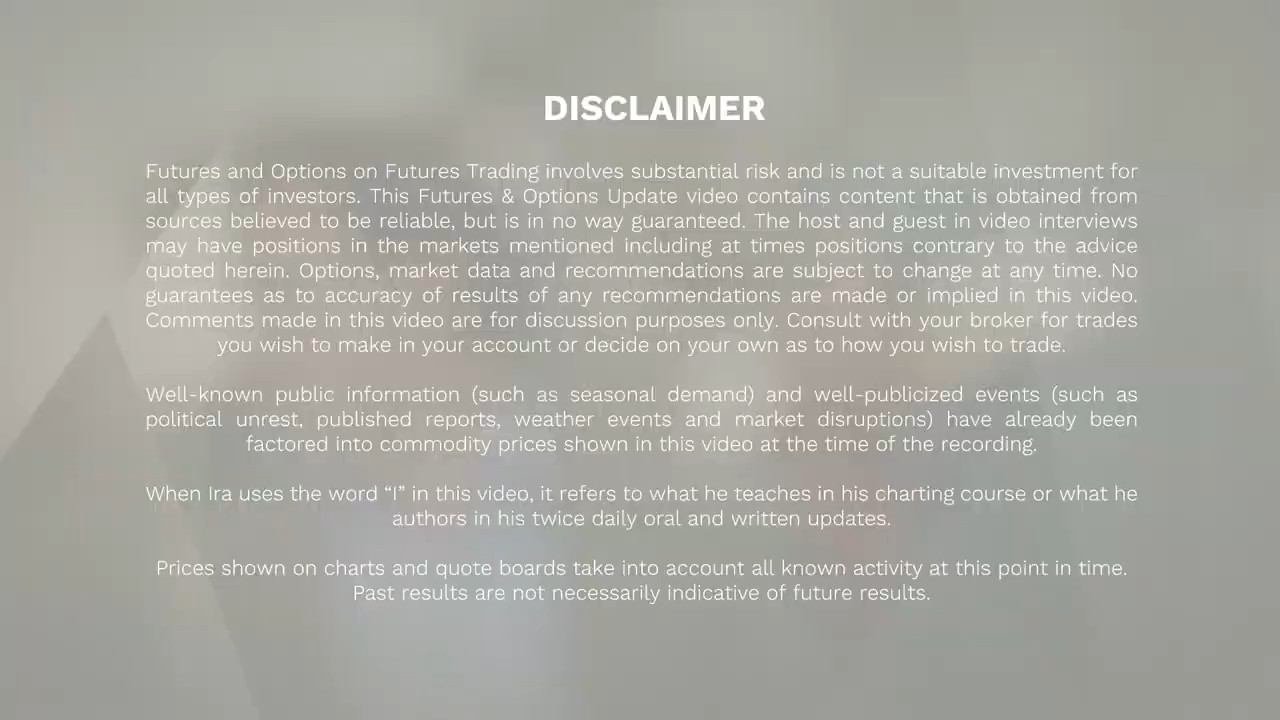 DISCLAIMER
Futures and Options on Futures Trading involves substantial risk and is not a suitable investment for
all types of investors. This Futures & Options Update video contains content that is obtained from
sources believed to be reliable, but is in no way guaranteed. The host and guest in video interviews
may have positions in the markets mentioned including at times positions contrary to the advice
quoted herein. Options, market data and recommendations are subject to change at any time. No
guarantees as to accuracy of results of any recommendations are made or implied in this video.
Comments made in this video are for discussion purposes only. Consult with your broker for trades
you wish to make in your account or decide on your own as to how you wish to trade.
Well-known public information (such as seasonal demand) and well-publicized events (such as
political unrest, published reports, weather events and market disruptions) have already been
factored into commodity prices shown in this video at the time of the recording.
When Ira uses the word “I” in this video, it refers to what he teaches in his charting course or what he
authors in his twice daily oral and written updates.
Prices shown on charts and quote boards take into account all known activity at this point in time.
Past results are not necessarily indicative of future results.